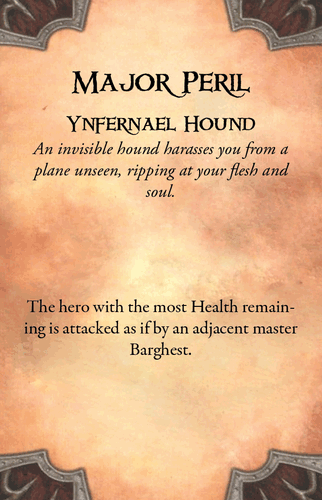 Major Peril
Ynfernael Hound
An invisible hound harasses you from a
plane unseen, ripping at your flesh and
soul.
The hero with the most Health remain-
ing is attacked as if by an adjacent master
Barghest.